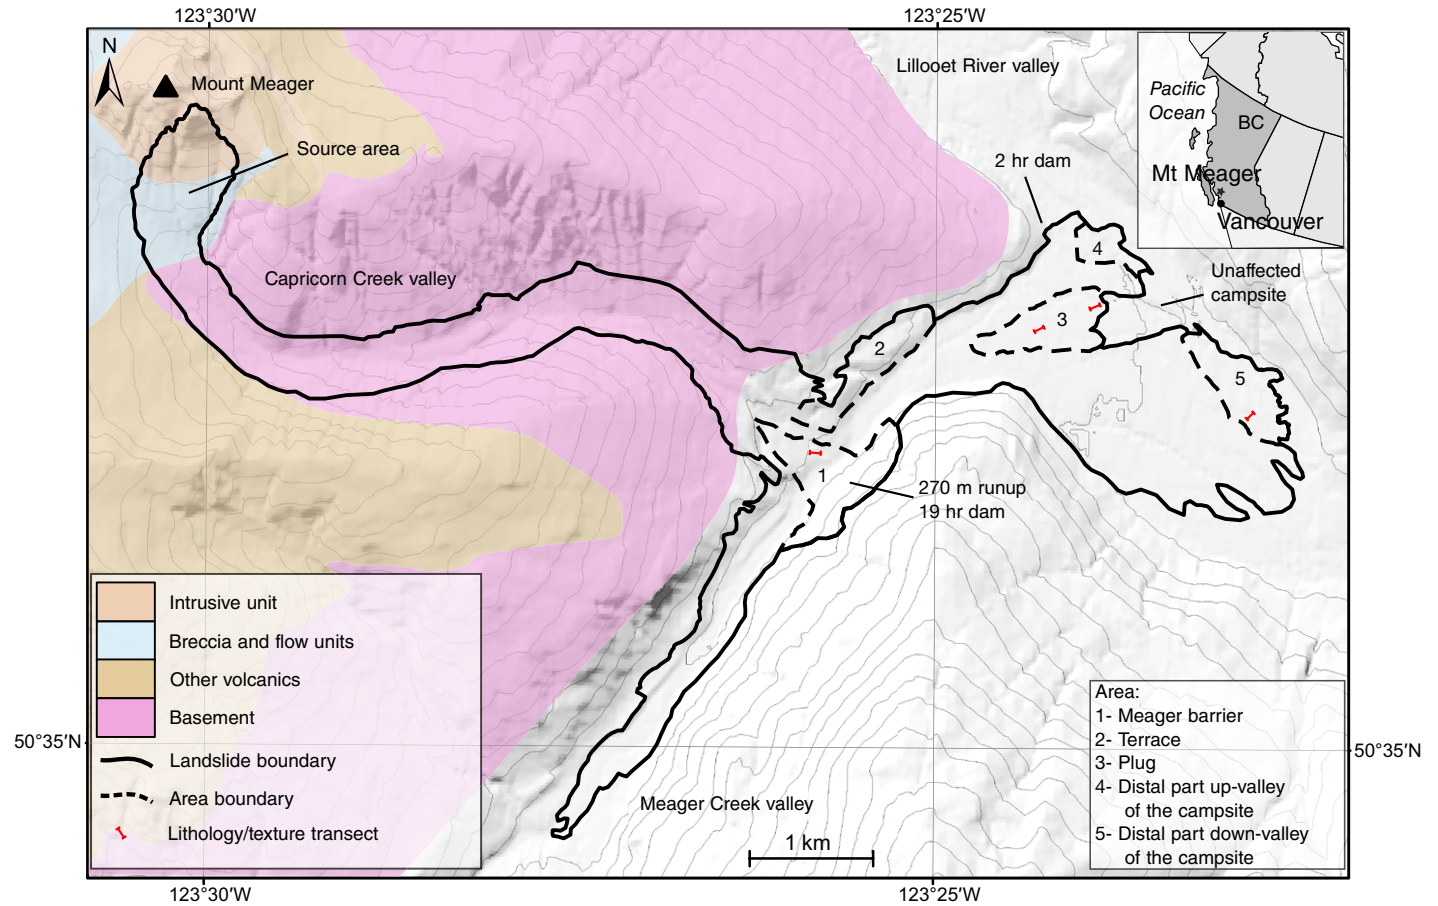 123°30′W
123°25′W
N
Mount Meager
Source area
Lillooet River valley
2 hr dam
Pacific
Ocean
BC
Mt Meager
Vancouver
Capricorn Creek valley
Unaffected
campsite
4
3
2
5
1
270 m runup
19 hr dam
Intrusive unit
Breccia and flow units
Other volcanics
Basement
Landslide boundary
Area boundary
Lithology/texture transect
Meager Creek valley
1 km
Area:
1- Meager barrier
2- Terrace
3- Plug
4- Distal part up-valley
of the campsite
5- Distal part down-valley
of the campsite
50°35′N
50°35′N
123°30′W
123°25′W